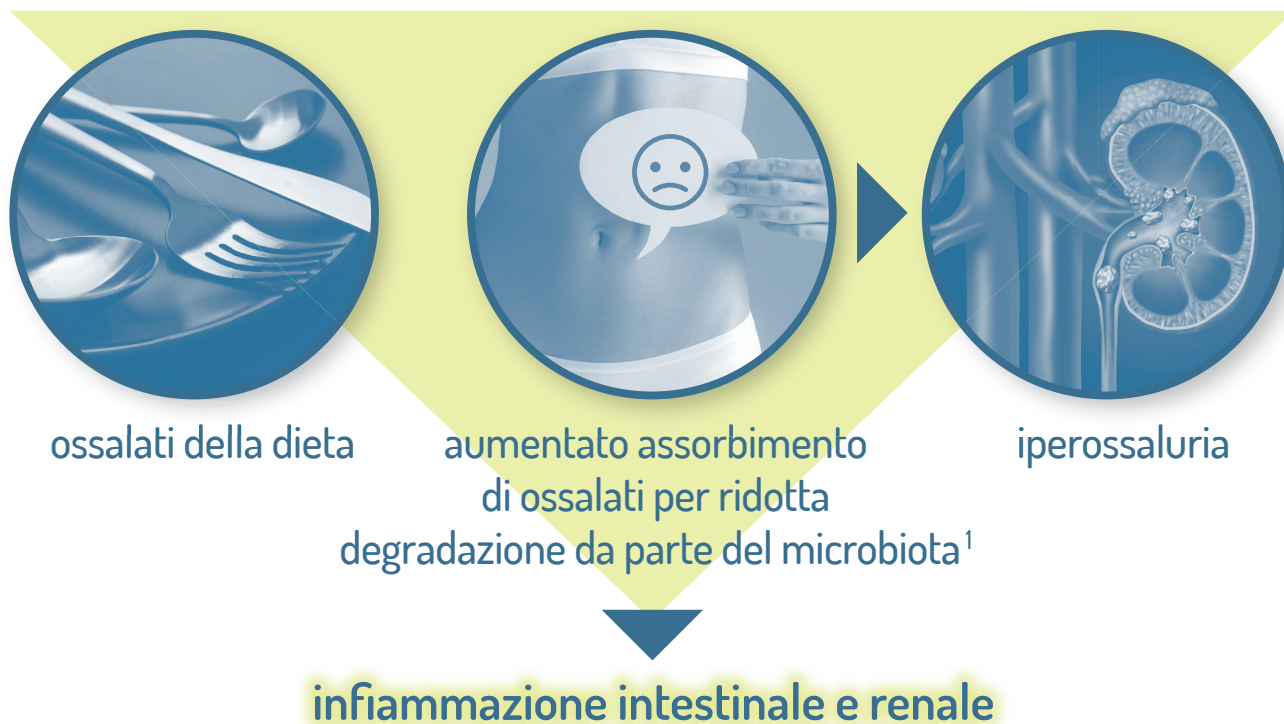 ossalati della dieta
aumentato assorbimento
di ossalati per ridotta
degradazione da parte del microbiota¹
iperossaluria
infiammazione intestinale e renale